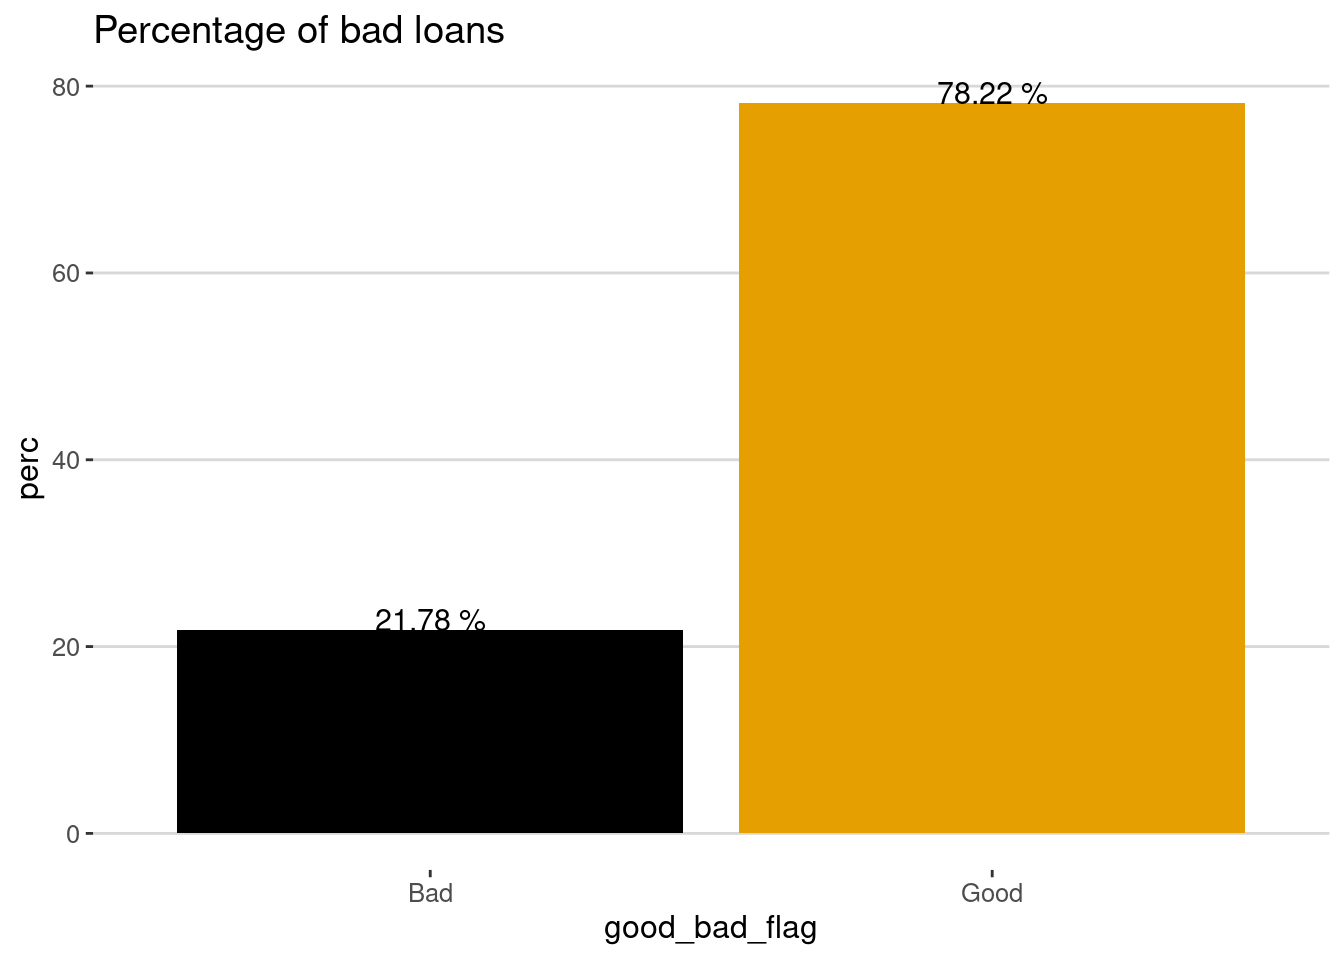 Percentage of bad loans
80
78.22 %
60
40
perc
21.78 %
20
0
Bad
Good
good_bad_flag